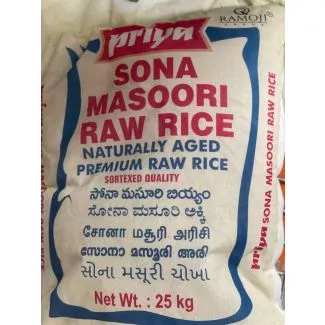 RAMOJI
GROUP
priya
SONA
MASOORI
RAW RICE
NATURALLY AGED
PREMIUM RAW RICE
SORTEXED QUALITY
సోనా మసూరి బియ్యం
ಸೋನಾ ಮಸೂರಿ ಅಕ್ಕಿ
சோனா மசூரி அரிசி
സോനാ മസൂരി അരി
સોના મસૂરી ચોખા
Net Wt. : 25 kg
priya SONA MASOORI RAW RICE